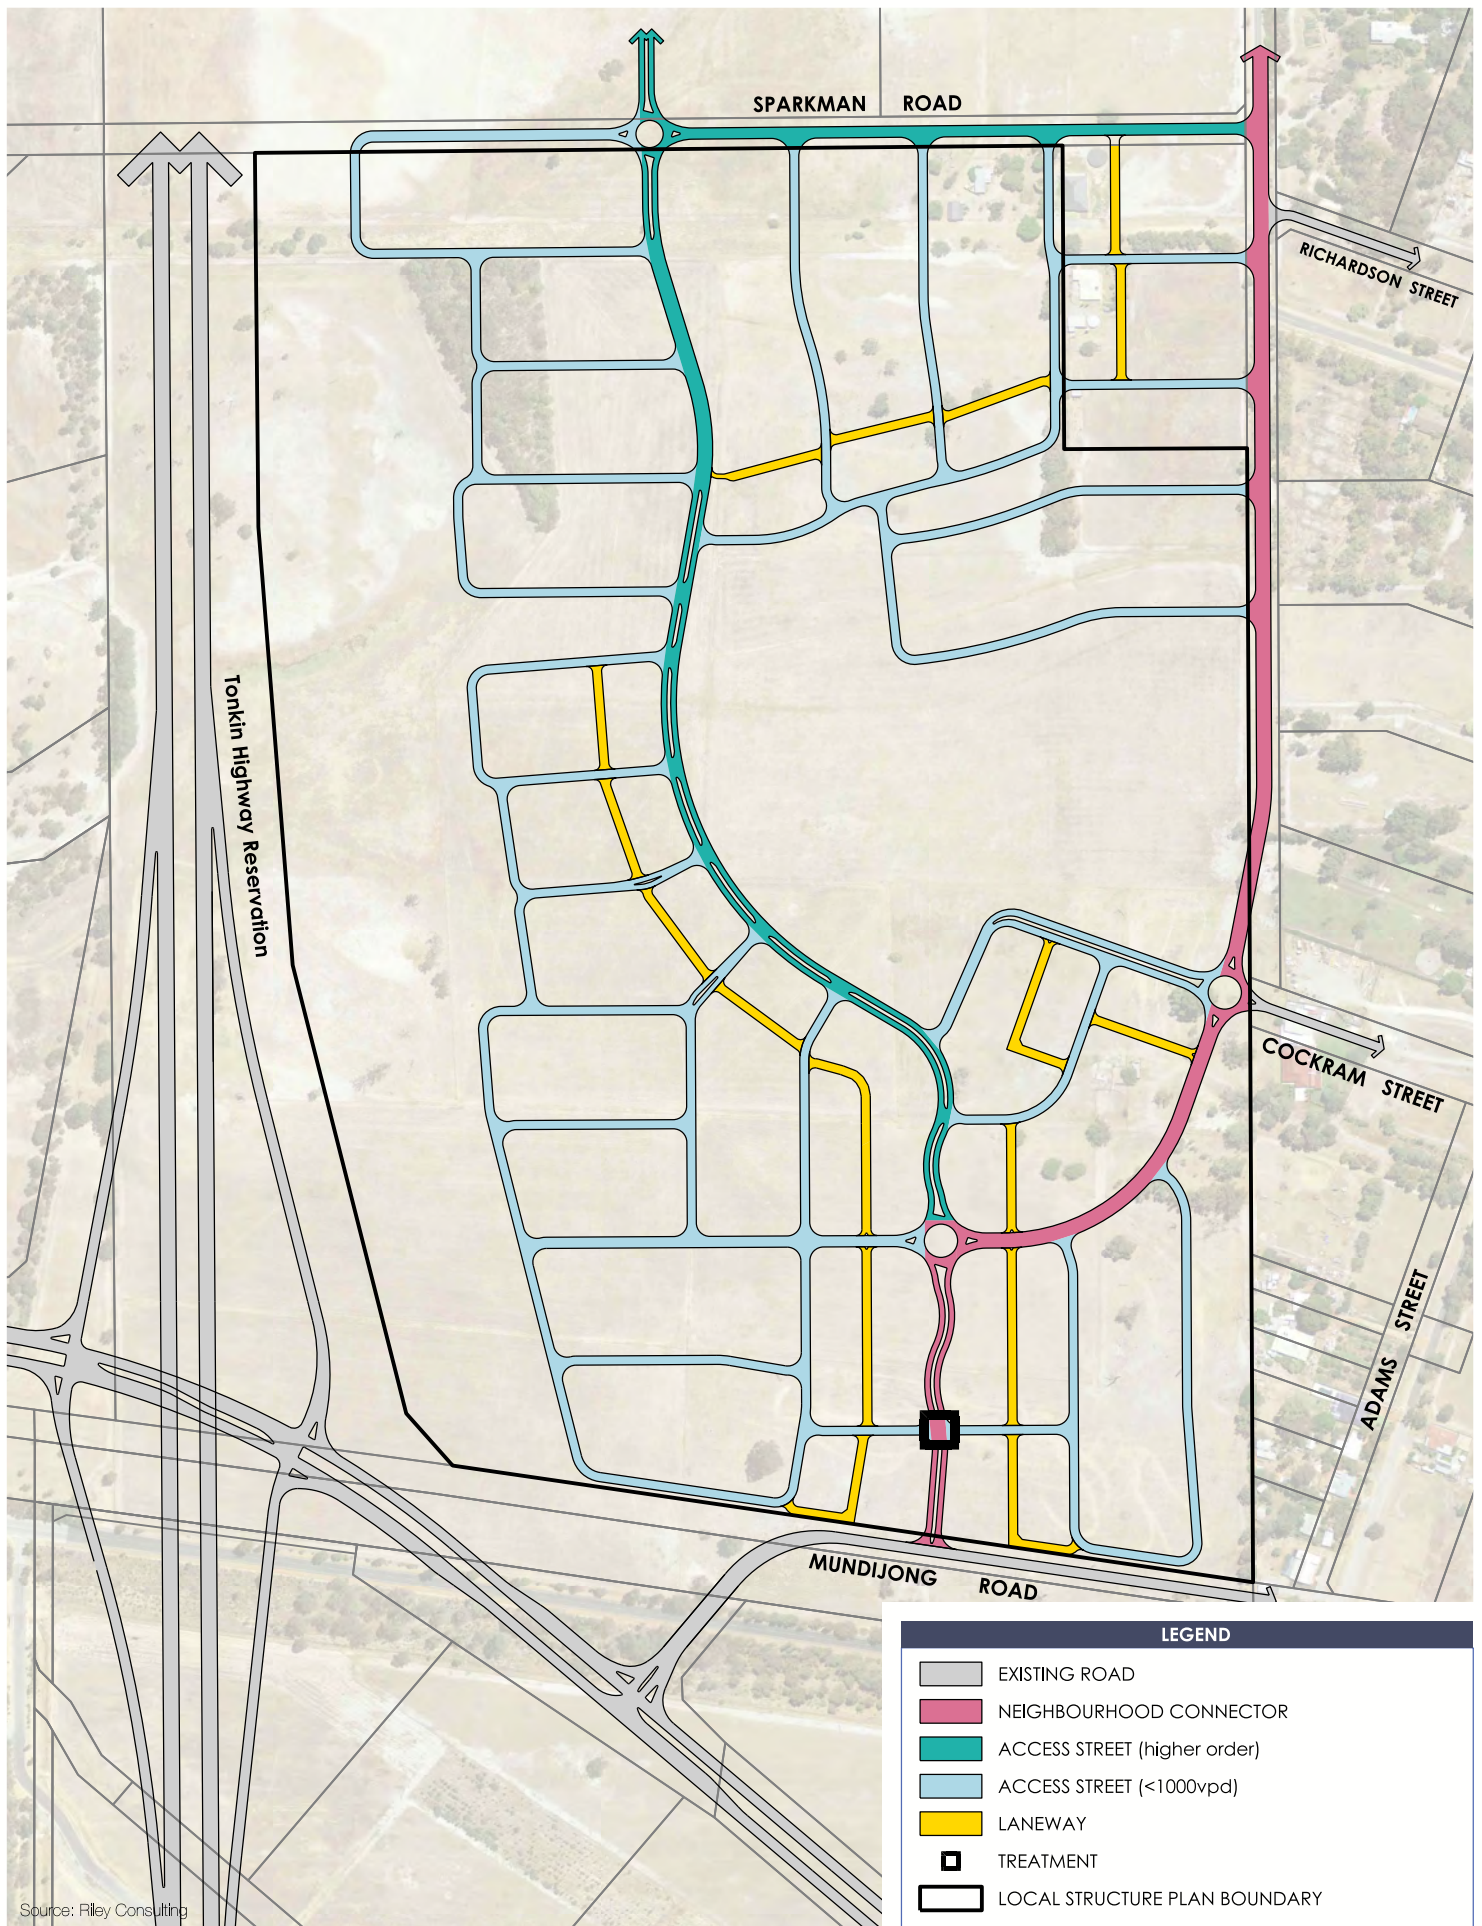 SPARKMAN ROAD
RICHARDSON STREET
Tonkin Highway Reservation
COCKRAM STREET
ADAMS STREET
MUNDIJONG ROAD
LEGEND
EXISTING ROAD
NEIGHBOURHOOD CONNECTOR
ACCESS STREET (higher order)
ACCESS STREET (<1000vpd)
LANEWAY
TREATMENT
LOCAL STRUCTURE PLAN BOUNDARY
Source: Riley Consulting